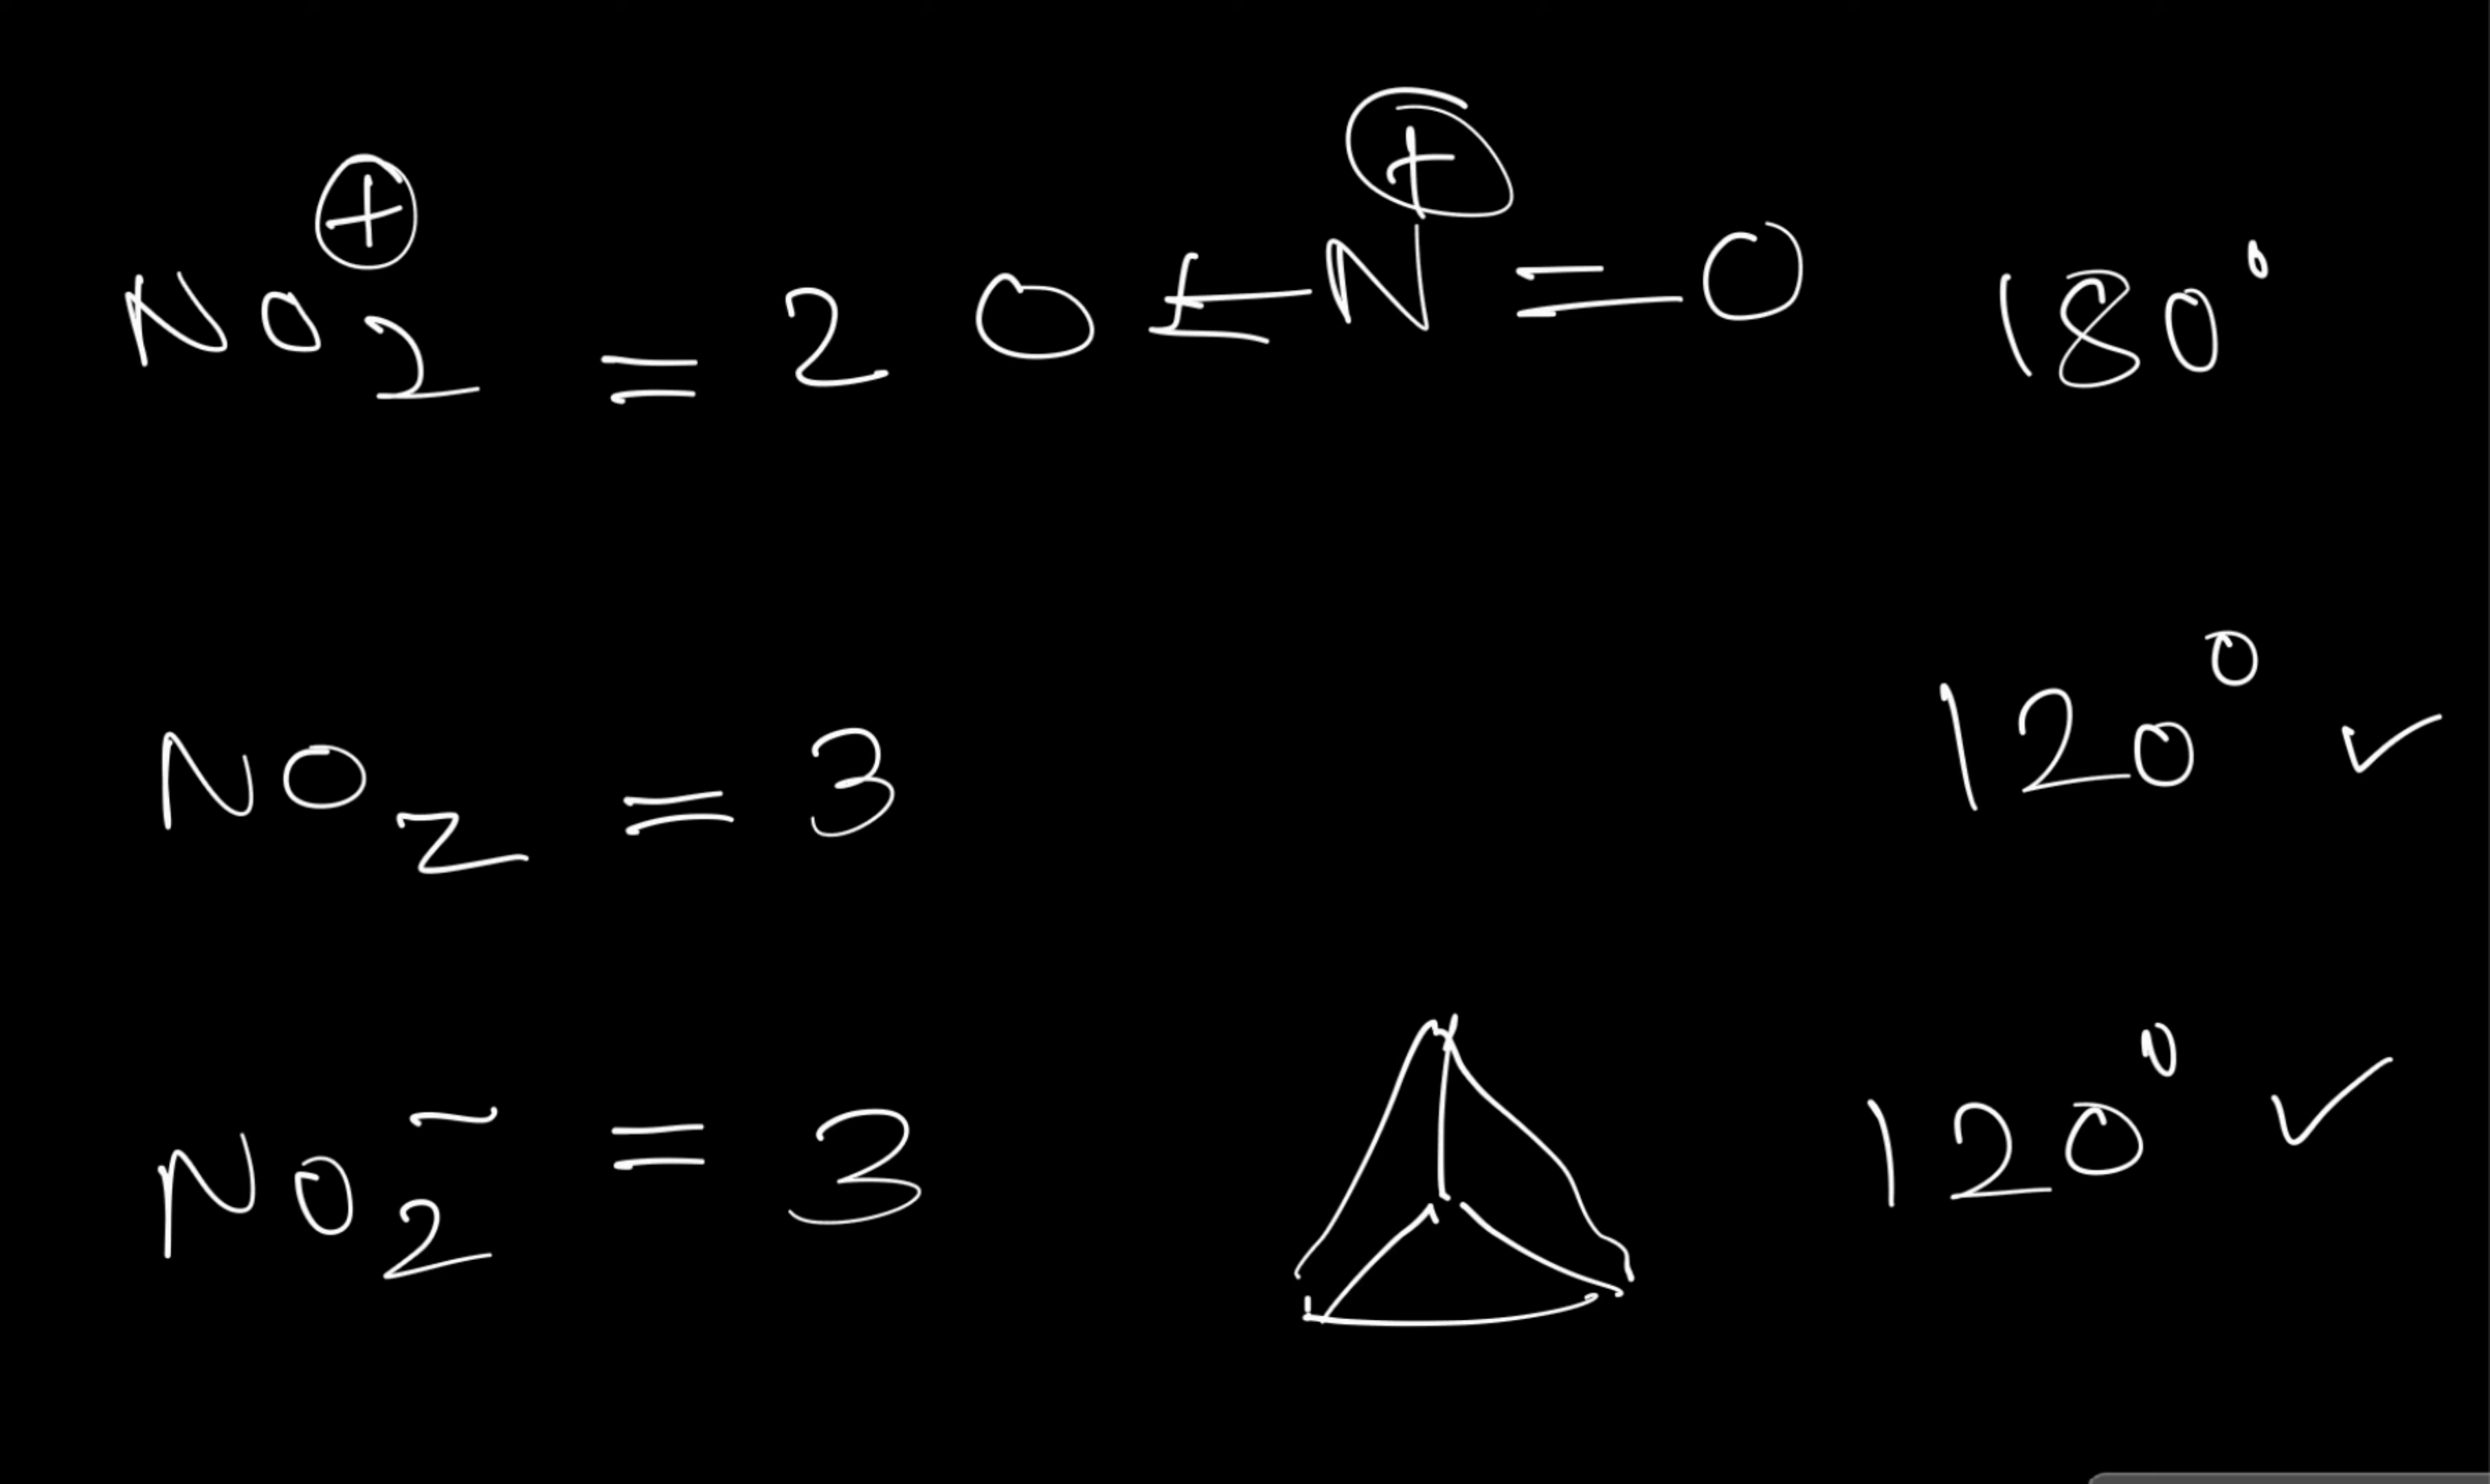 NO₂⊕ = 2 O=N⊕=O 180°
NO₂ = 3 120° ✓
NO₂⁻ = 3 120° ✓